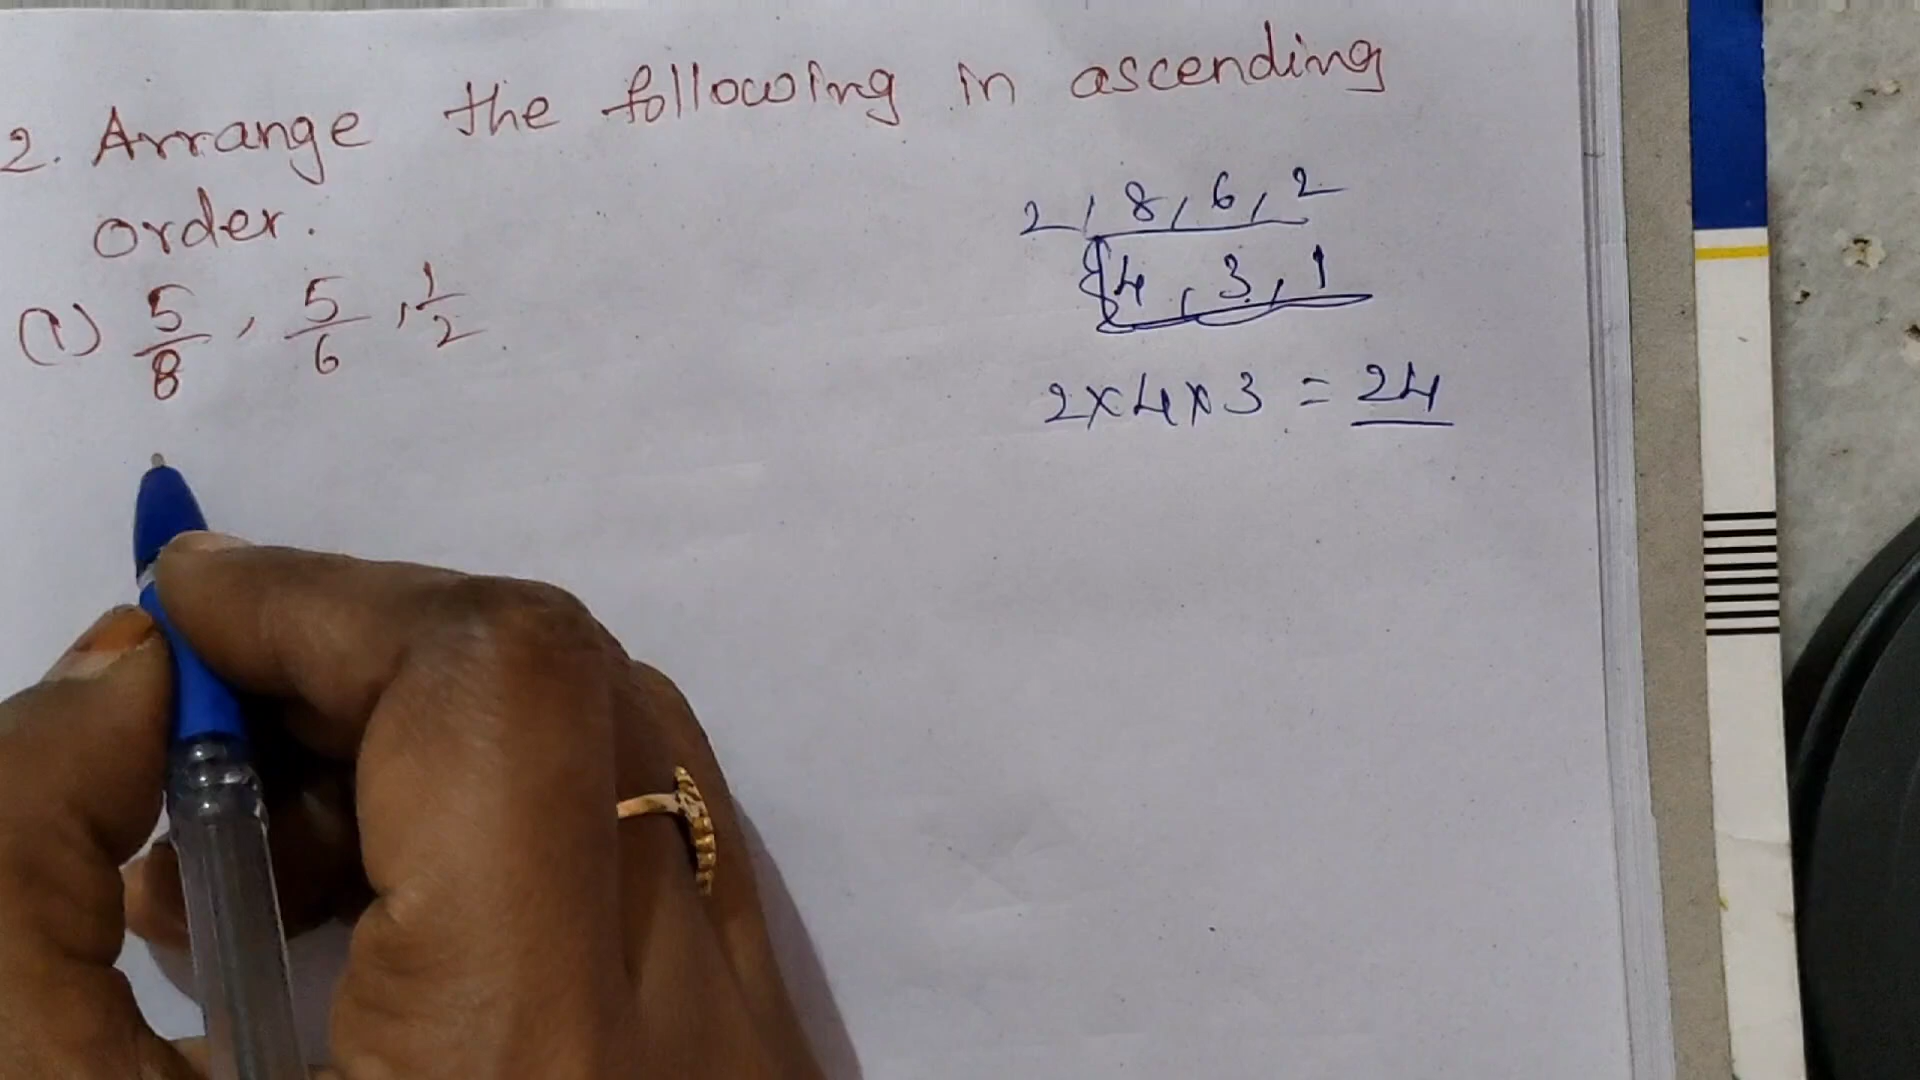 2. Arrange the following in ascending
order.
(1) 5/8, 5/6, 1/2
2, 8, 6, 2
4, 3, 1
2×4×3 = 24